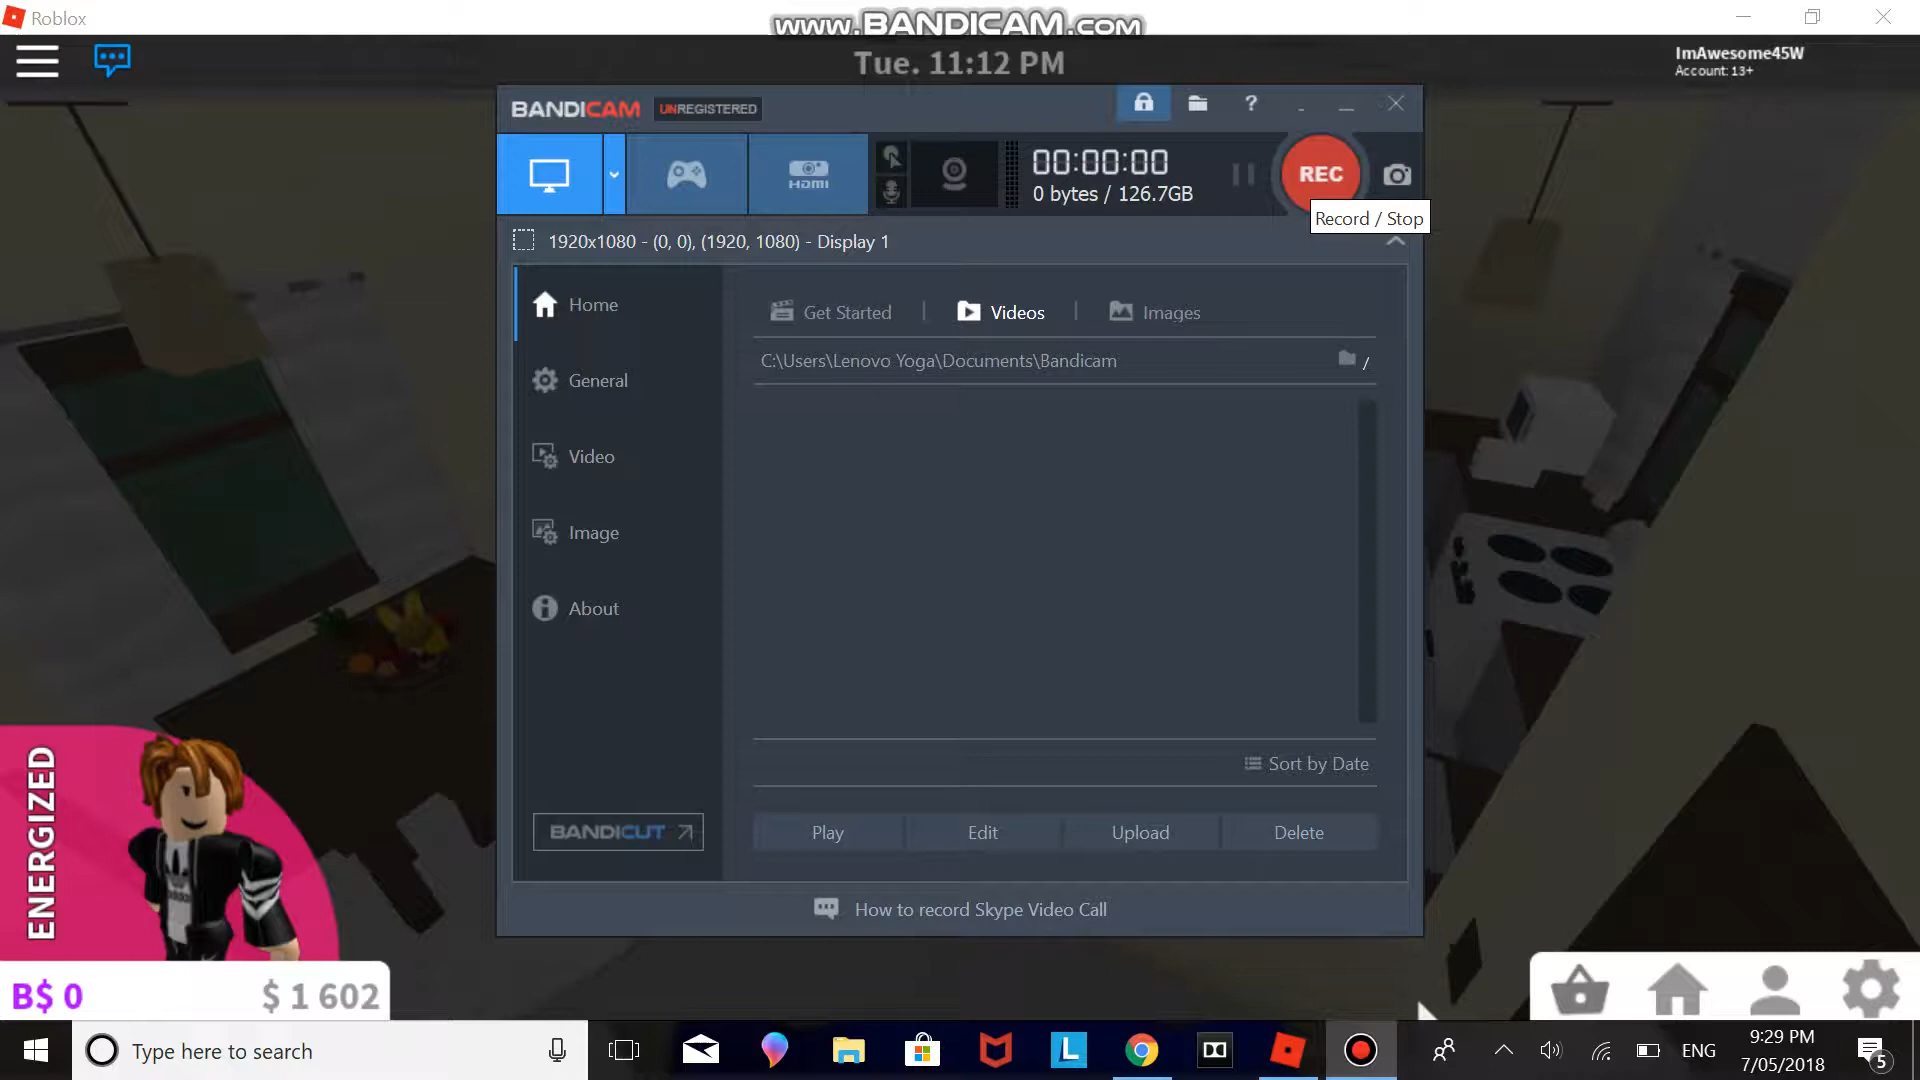 Roblox
www.BANDICAM.com
Tue. 11:12 PM
ImAwesome45W
Account: 13+
BANDICAM UNREGISTERED
?
HDMI
00:00:00
0 bytes / 126.7GB
REC
Record / Stop
1920x1080 - (0, 0), (1920, 1080) - Display 1
Home
General
Video
Image
About
BANDICUT
Get Started
Videos
Images
C:\Users\Lenovo Yoga\Documents\Bandicam
/
Sort by Date
Play
Edit
Upload
Delete
How to record Skype Video Call
ENERGIZED
B$ 0
$ 1 602
Type here to search
L
ENG
9:29 PM
7/05/2018
5